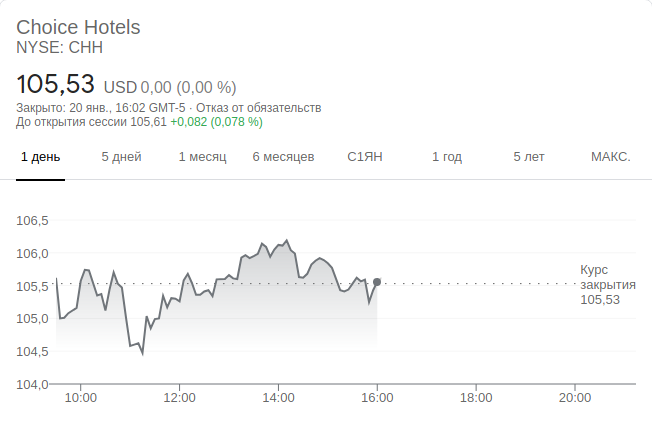 Choice Hotels
NYSE: CHH
105,53 USD 0,00 (0,00 %)
Закрыто: 20 янв., 16:02 GMT-5 · Отказ от обязательств
До открытия сессии 105,61 +0,082 (0,078 %)
1 день 5 дней 1 месяц 6 месяцев С1ЯН 1 год 5 лет МАКС.
106,5
106,0
105,5
105,0
104,5
104,0
Курс
закрытия
105,53
10:00 12:00 14:00 16:00 18:00 20:00